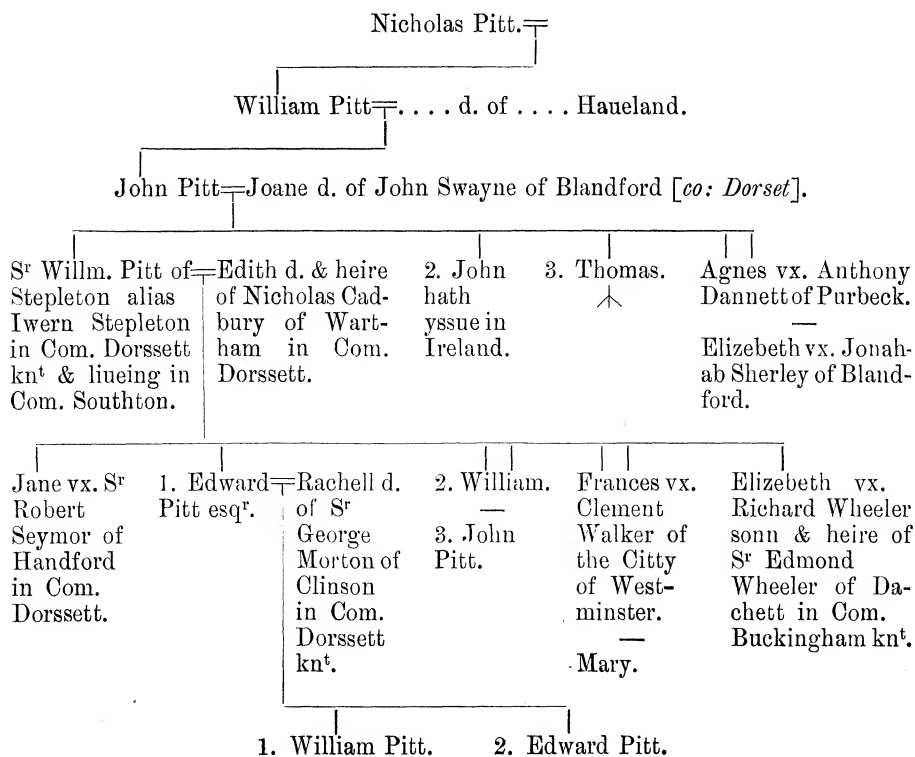 Nicholas Pitt.
William Pitt . . . . d. of . . . . Haueland.
John Pitt Joane d. of John Swayne of Blandford [co: Dorset].
Sr Willm. Pitt of
Stepleton alias
Iwern Stepleton
in Com. Dorssett
knt & liueing in
Com. Southton.
Edith d. & heire
of Nicholas Cad-
bury of Wart-
ham in Com.
Dorssett.
2. John
hath
yssue in
Ireland.
3. Thomas.
Agnes vx. Anthony
Dannett of Purbeck.
—
Elizebeth vx. Jonah-
ab Sherley of Bland-
ford.
Jane vx. Sr
Robert
Seymor of
Handford
in Com.
Dorssett.
1. Edward
Pitt esqr.
Rachell d.
of Sr
George
Morton of
Clinson
in Com.
Dorssett
knt.
2. William.
—
3. John
Pitt.
Frances vx.
Clement
Walker of
the Citty
of West-
minster.
—
Mary.
Elizebeth vx.
Richard Wheeler
sonn & heire of
Sr Edmond
Wheeler of Da-
chett in Com.
Buckingham knt.
1. William Pitt.
2. Edward Pitt.